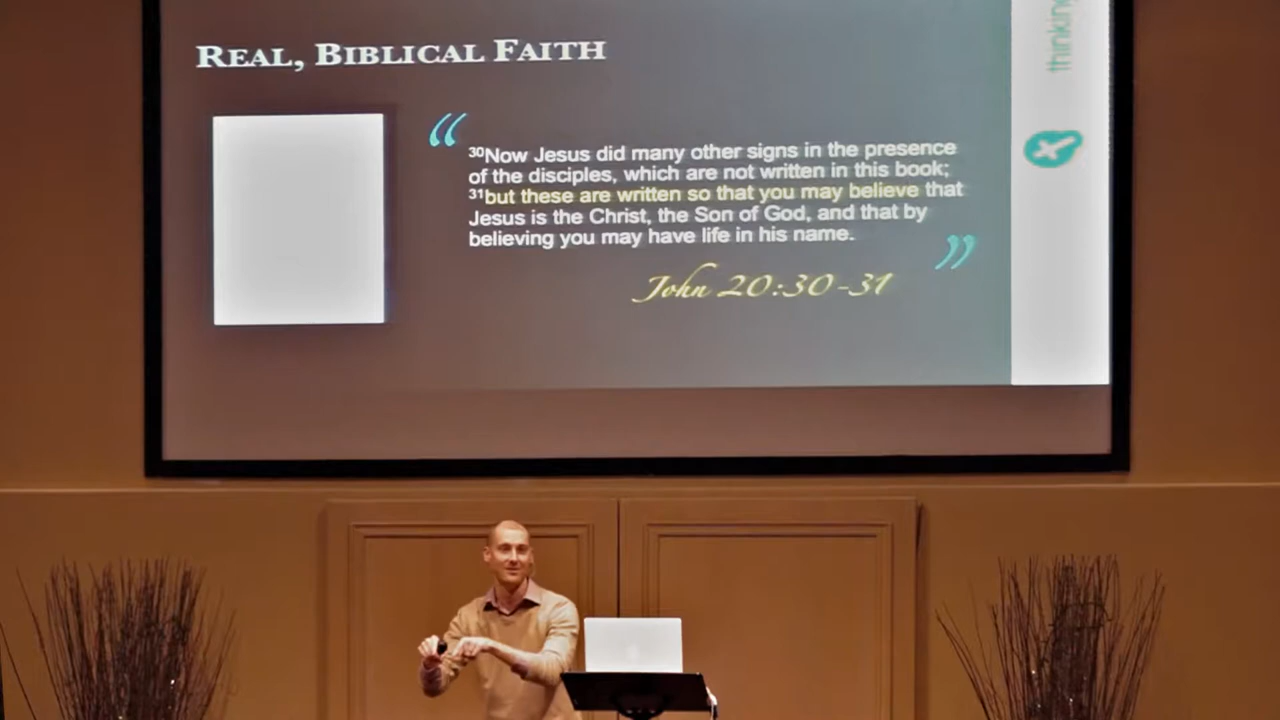 REAL, BIBLICAL FAITH
“ 30Now Jesus did many other signs in the presence
of the disciples, which are not written in this book;
31but these are written so that you may believe that
Jesus is the Christ, the Son of God, and that by
believing you may have life in his name. ”
John 20:30-31
thinking